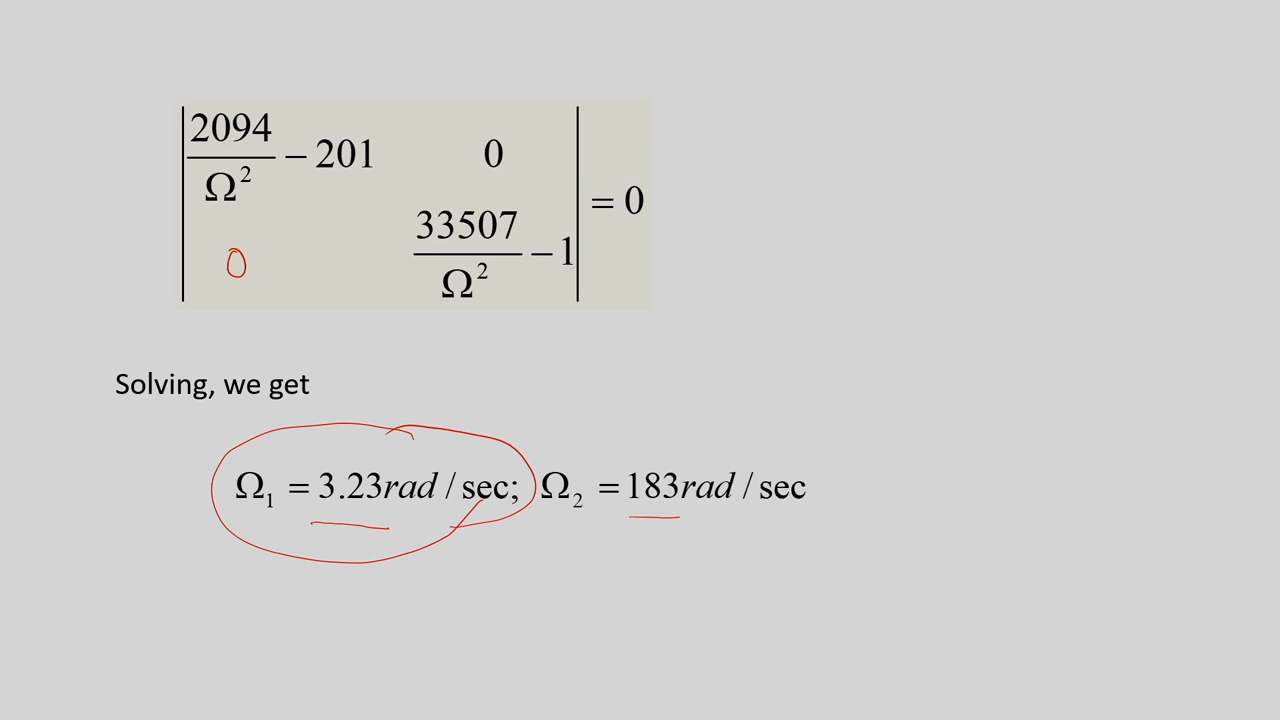 | 2094/Ω² − 201   0 |
| 0   33507/Ω² − 1 | = 0
Solving, we get
Ω₁ = 3.23rad / sec; Ω₂ = 183rad / sec